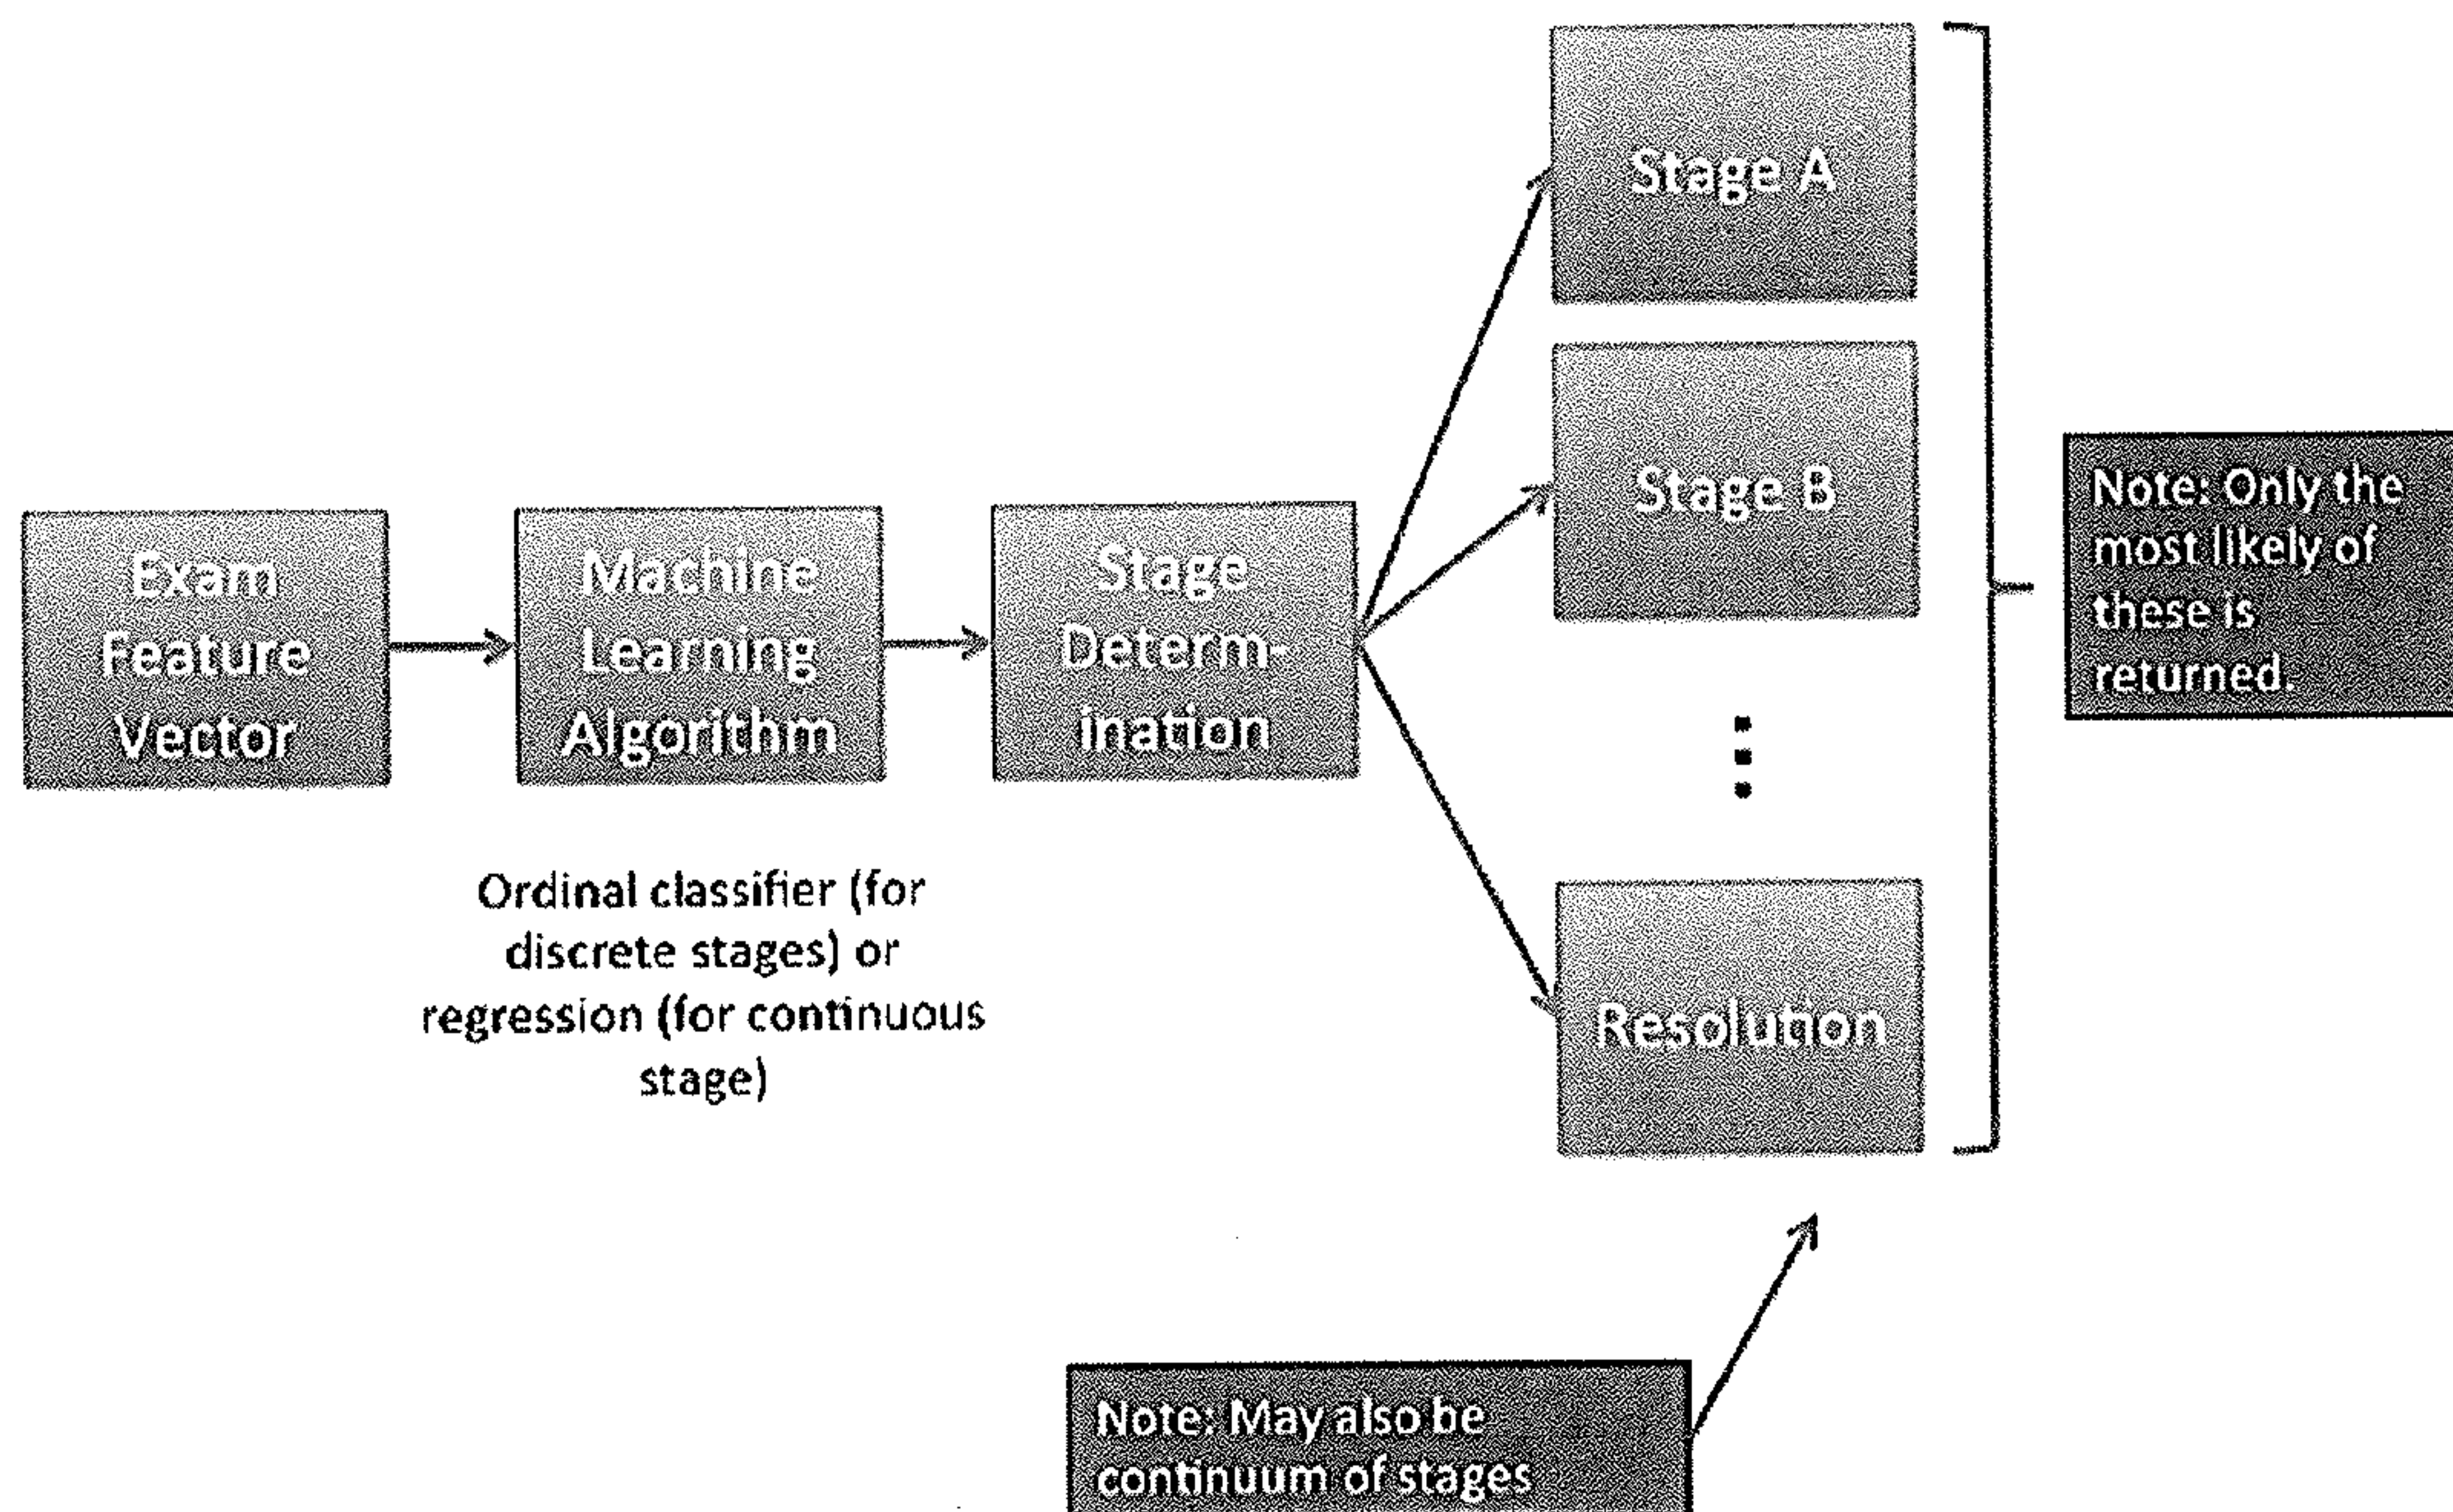 Exam
Feature
Vector
Machine
Learning
Algorithm
Ordinal classifier (for
discrete stages) or
regression (for continuous
stage)
Stage
Determ-
ination
Stage A
Stage B
Resolution
Note: Only the
most likely of
these is
returned.
Note: May also be
continuum of stages